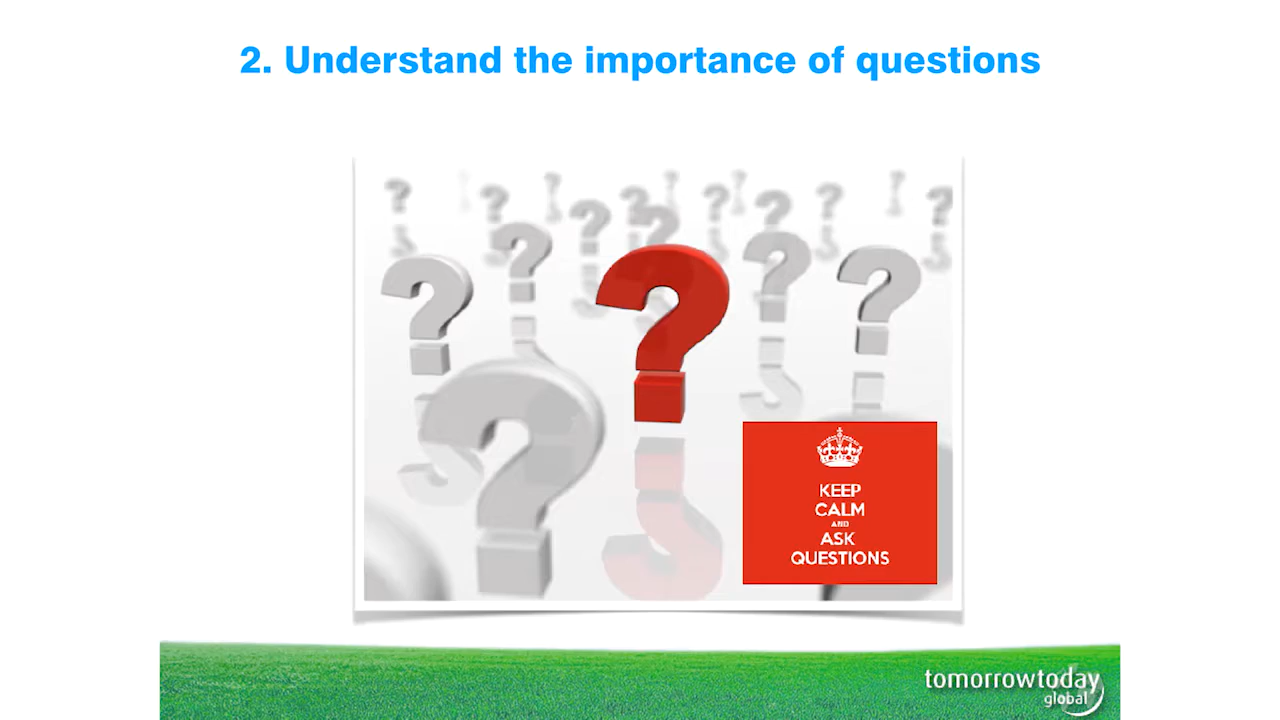 2. Understand the importance of questions
KEEP
CALM
AND
ASK
QUESTIONS
tomorrowtoday
global